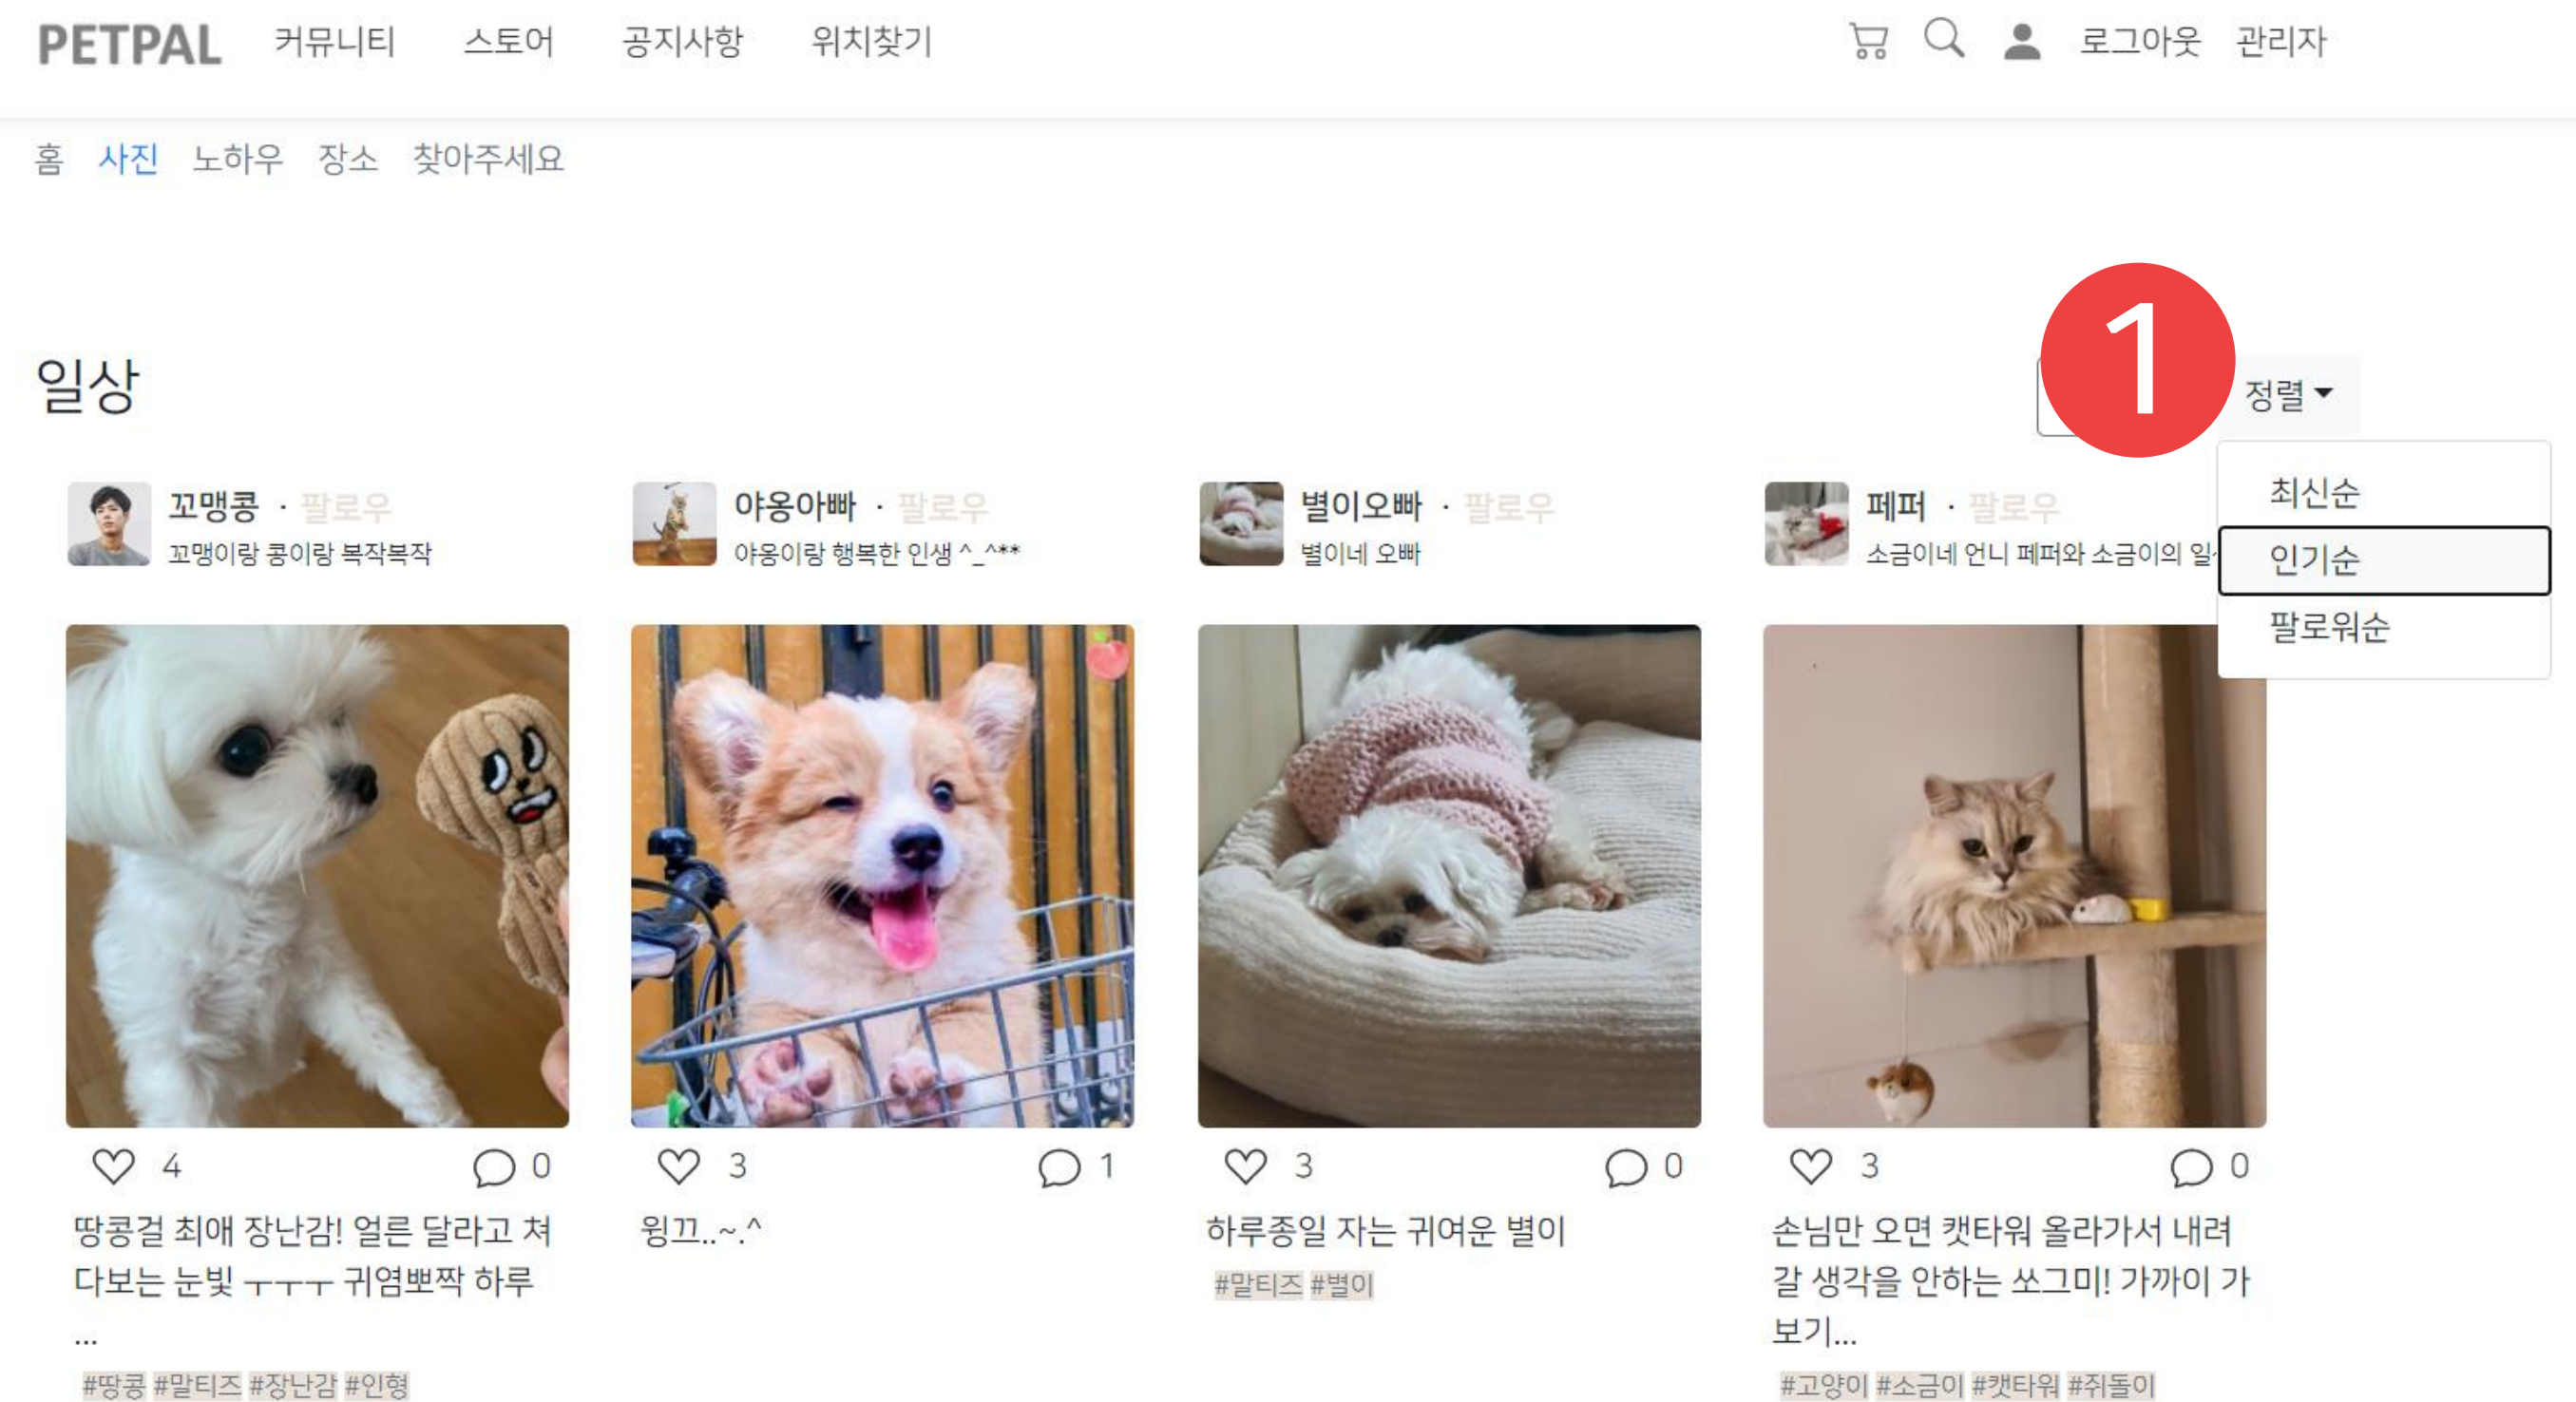 PETPAL 커뮤니티 스토어 공지사항 위치찾기 로그아웃 관리자
홈 사진 노하우 장소 찾아주세요
일상
1
정렬
최신순
인기순
팔로워순
꼬맹콩 · 팔로우
꼬맹이랑 콩이랑 복작복작
야옹아빠 · 팔로우
야옹이랑 행복한 인생 ^_^**
별이오빠 · 팔로우
별이네 오빠
페퍼 · 팔로우
소금이네 언니 페퍼와 소금이의
4 0
땅콩걸 최애 장난감! 얼른 달라고 쳐
다보는 눈빛 ㅜㅜㅜ 귀염뽀짝 하루
...
#땅콩 #말티즈 #장난감 #인형
3 1
윙끄..~.^
3 0
하루종일 자는 귀여운 별이
#말티즈 #별이
3 0
손님만 오면 캣타워 올라가서 내려
갈 생각을 안하는 쏘그미! 가까이 가
보기...
#고양이 #소금이 #캣타워 #쥐돌이